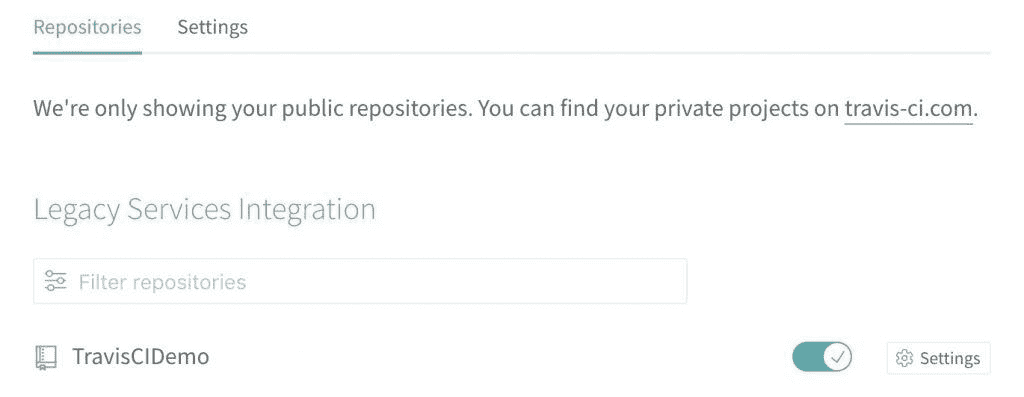 Repositories Settings
We're only showing your public repositories. You can find your private projects on travis-ci.com.
Legacy Services Integration
Filter repositories
TravisCIDemo Settings